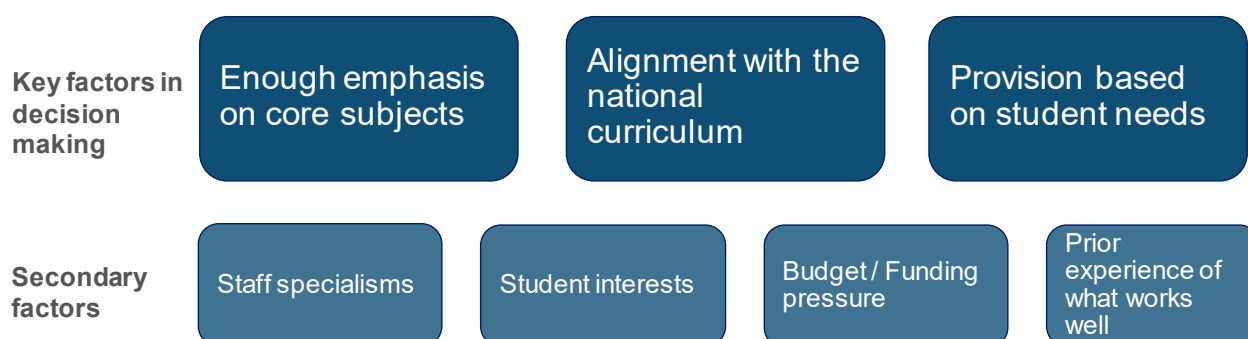 Key factors in
decision
making
Enough emphasis
on core subjects
Alignment with the
national
curriculum
Provision based
on student needs
Secondary
factors
Staff specialisms
Student interests
Budget / Funding
pressure
Prior
experience of
what works
well